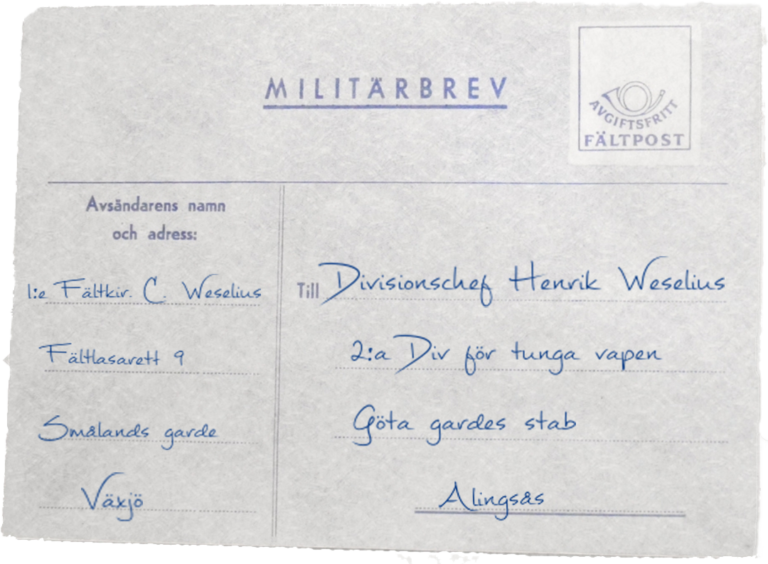 MILITÄRBREV
AVGIFTSFRITT
FÄLTPOST
Avsändarens namn
och adress:
1:e Fältkir. C. Weselius
Fältlasarett 9
Smålands garde
Växjö
Till Divisionschef Henrik Weselius
2:a Div för tunga vapen
Göta gardes stab
Alingsås